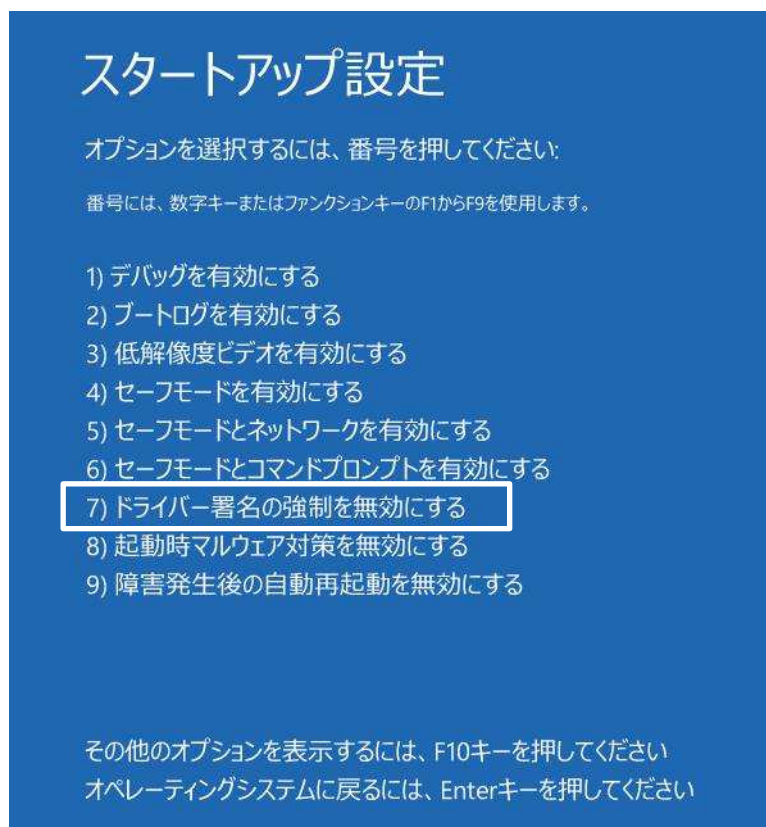 スタートアップ設定
オプションを選択するには、番号を押してください:
番号には、数字キーまたはファンクションキーのF1からF9を使用します。
1) デバッグを有効にする
2) ブートログを有効にする
3) 低解像度ビデオを有効にする
4) セーフモードを有効にする
5) セーフモードとネットワークを有効にする
6) セーフモードとコマンドプロンプトを有効にする
7) ドライバー署名の強制を無効にする
8) 起動時マルウェア対策を無効にする
9) 障害発生後の自動再起動を無効にする
その他のオプションを表示するには、F10キーを押してください
オペレーティングシステムに戻るには、Enterキーを押してください